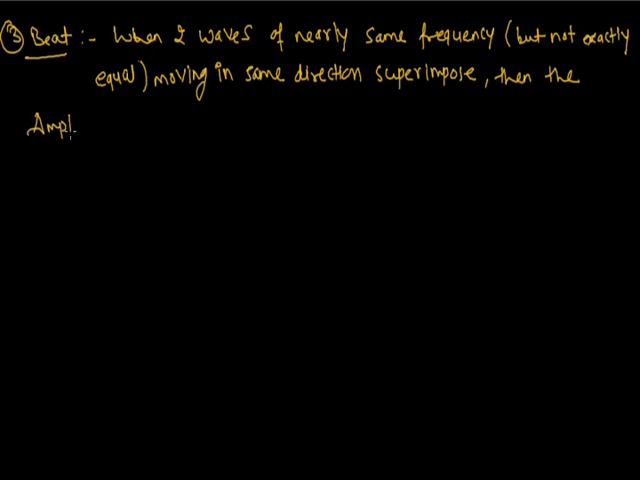 ③ Beat :- When 2 waves of nearly same frequency (but not exactly
equal) moving in same direction superimpose, then the
Ampl